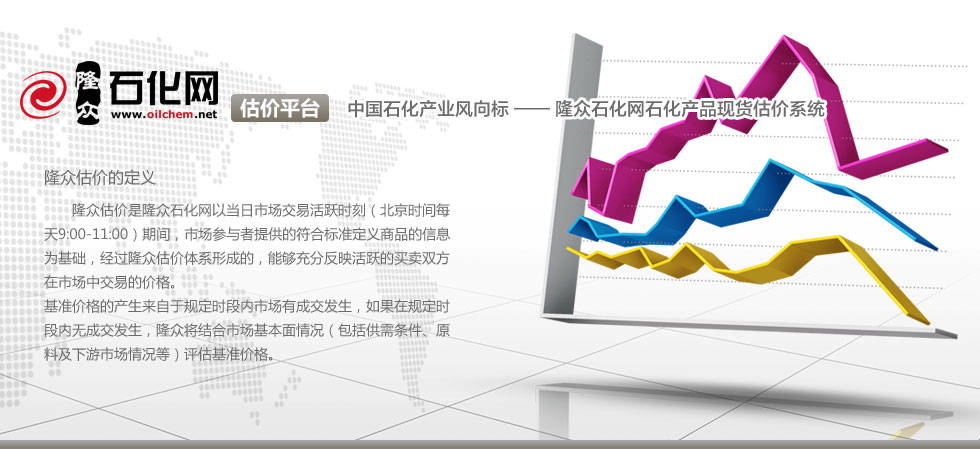 隆众
石化网
www.oilchem.net
估价平台
中国石化产业风向标 —— 隆众石化网石化产品现货估价系统
隆众估价的定义
隆众估价是隆众石化网以当日市场交易活跃时刻（北京时间每
天9:00-11:00）期间，市场参与者提供的符合标准定义商品的信息
为基础，经过隆众估价体系形成的，能够充分反映活跃的买卖双方
在市场中交易的价格。
基准价格的产生来自于规定时段内市场有成交发生，如果在规定时
段内无成交发生，隆众将结合市场基本面情况（包括供需条件、原
料及下游市场情况等）评估基准价格。